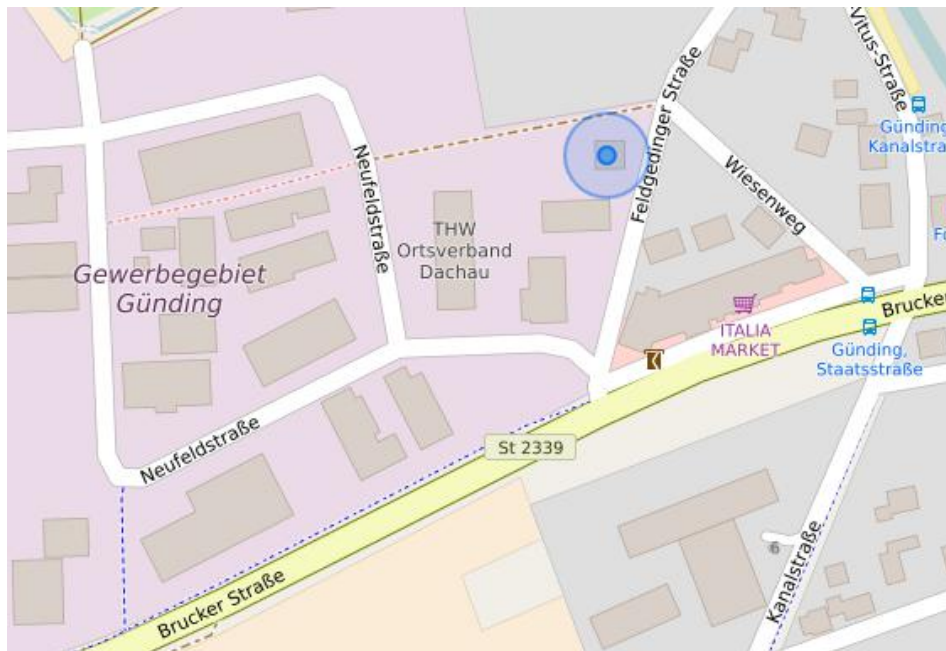 Vitus-Straße
Feldgedinger Straße
Günding
Kanalstra
Wiesenweg
Neufeldstraße
THW
Ortsverband
Dachau
Gewerbegebiet
Günding
ITALIA
MARKET
Brucker
Günding,
Staatsstraße
St 2339
Neufeldstraße
6
Kanalstraße
Brucker Straße